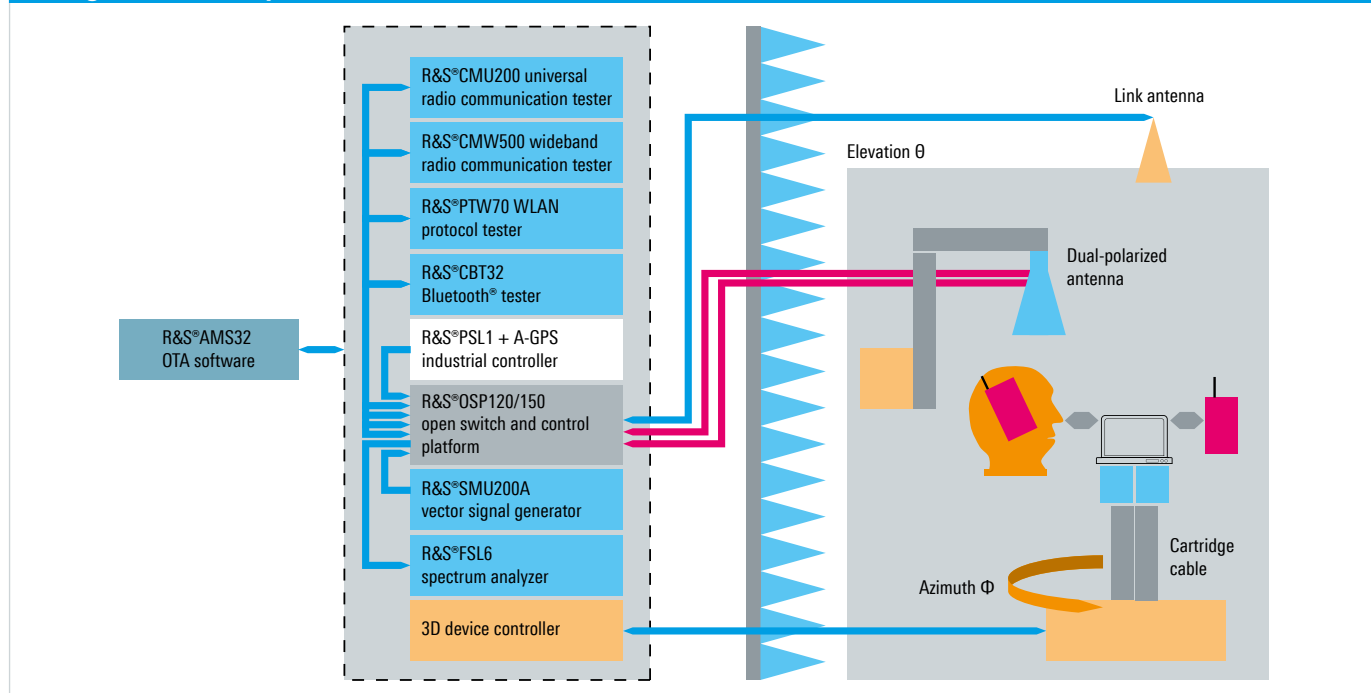 R&S®CMU200 universal
radio communication tester
R&S®CMW500 wideband
radio communication tester
R&S®PTW70 WLAN
protocol tester
R&S®CBT32
Bluetooth® tester
R&S®AMS32
OTA software
R&S®PSL1 + A-GPS
industrial controller
R&S®OSP120/150
open switch and control
platform
R&S®SMU200A
vector signal generator
R&S®FSL6
spectrum analyzer
3D device controller
Link antenna
Elevation θ
Dual-polarized
antenna
Cartridge
cable
Azimuth Φ